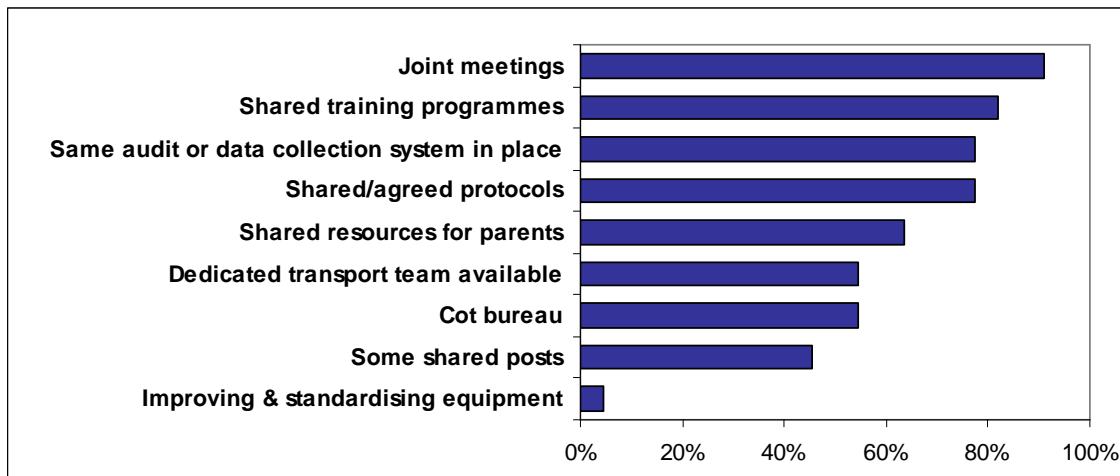 Joint meetings
Shared training programmes
Same audit or data collection system in place
Shared/agreed protocols
Shared resources for parents
Dedicated transport team available
Cot bureau
Some shared posts
Improving & standardising equipment
0% 20% 40% 60% 80% 100%